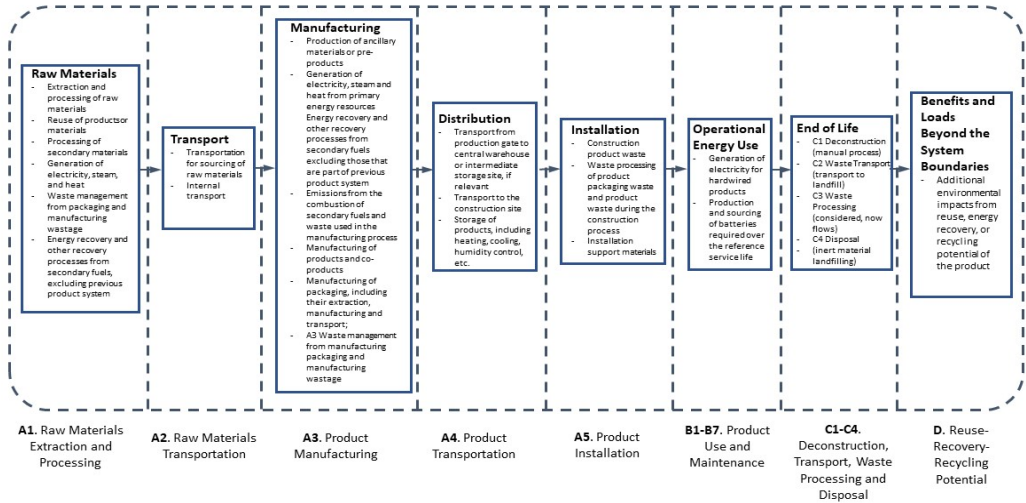 Raw Materials
- Extraction and
processing of raw
materials
- Reuse of productsor
materials
- Processing of
secondary materials
- Generation of
electricity, steam,
and heat
- Waste management
from packaging and
manufacturing
wastage
- Energy recovery and
other recovery
processes from
secondary fuels,
excluding previous
product system
Transport
- Transportation
for sourcing of
raw materials
- Internal
transport
Manufacturing
- Production of ancillary
materials or pre-
products
- Generation of
electricity, steam and
heat from primary
energy resources
Energy recovery and
other recovery
processes from
secondary fuels
excluding those that
are part of previous
product system
- Emissions from the
combustion of
secondary fuels and
waste used in the
manufacturing process
- Manufacturing of
products and co-
products
- Manufacturing of
packaging, including
their extraction,
manufacturing and
transport;
- A3 Waste management
from manufacturing
packaging and
manufacturing
wastage
Distribution
- Transport from
production gate to
central warehouse
or intermediate
storage site, if
relevant
- Transport to the
construction site
- Storage of
products, including
heating, cooling,
humidity control,
etc.
Installation
- Construction
product waste
- Waste processing
of product
packaging waste
and product waste
during the
construction
process
- Installation
support materials
Operational
Energy Use
- Generation of
electricity for
hardwired
products
- Production
and sourcing
of batteries
required over
the reference
service life
End of Life
- C1 Deconstruction
(manual process)
- C2 Waste Transport
(transport to
landfill)
- C3 Waste
Processing
(considered, now
flows)
- C4 Disposal
(inert material
landfilling)
Benefits and
Loads
Beyond the
System
Boundaries
- Additional
environmental
impacts from
reuse, energy
recovery, or
recycling
potential of
the product
A1. Raw Materials
Extraction and
Processing
A2. Raw Materials
Transportation
A3. Product
Manufacturing
A4. Product
Transportation
A5. Product
Installation
B1-B7. Product
Use and
Maintenance
C1-C4.
Deconstruction,
Transport, Waste
Processing and
Disposal
D. Reuse-
Recovery-
Recycling
Potential